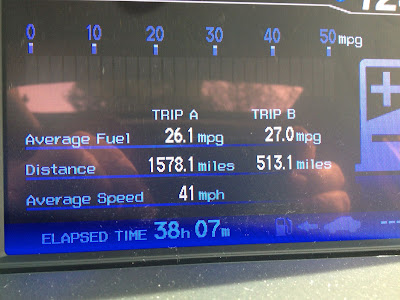 0 10 20 30 40 50 mpg
TRIP A TRIP B
Average Fuel 26.1 mpg 27.0 mpg
Distance 1578.1 miles 513.1 miles
Average Speed 41 mph
ELAPSED TIME 38h 07m